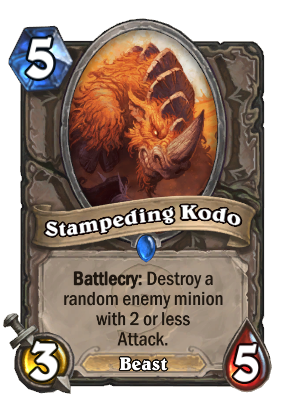 5
Stampeding Kodo
Battlecry: Destroy a
random enemy minion
with 2 or less
Attack.
3
Beast
5